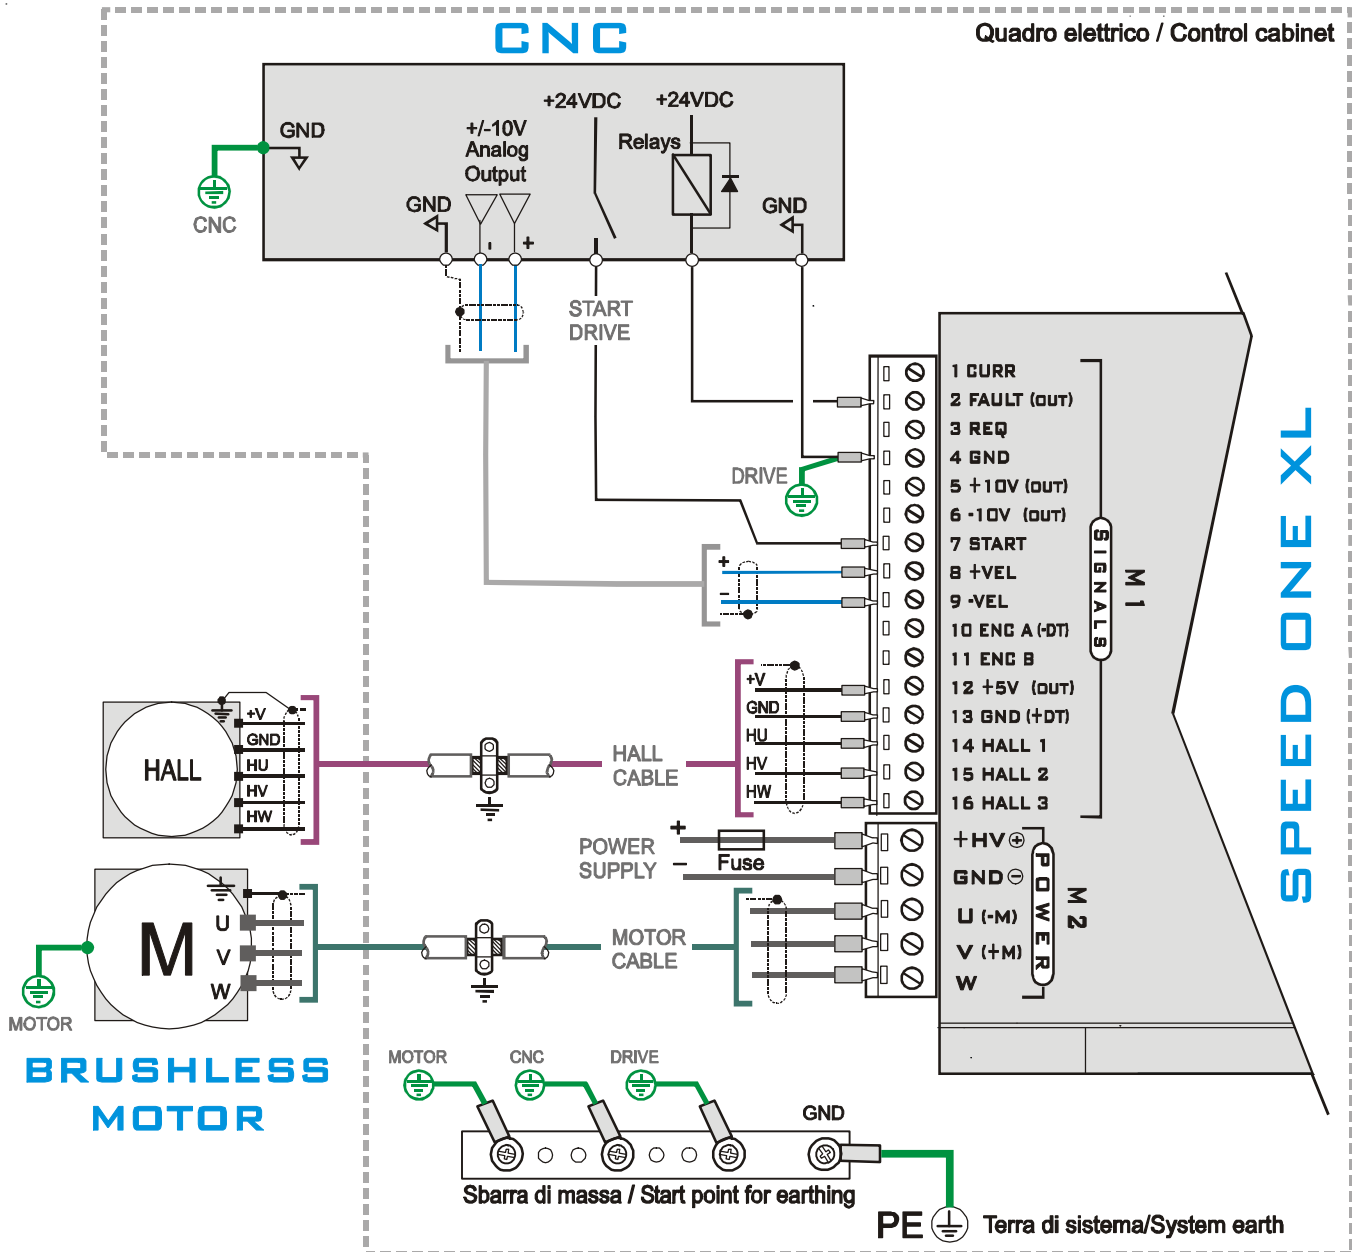 CNC
Quadro elettrico / Control cabinet
+24VDC
+24VDC
GND
+/-10V
Analog
Output
Relays
GND
GND
CNC
-
+
START
DRIVE
1 CURR
2 FAULT (OUT)
3 REQ
4 GND
5 +10V (OUT)
6 -10V (OUT)
7 START
8 +VEL
9 -VEL
10 ENC A (-DT)
11 ENC B
12 +5V (OUT)
13 GND (+DT)
14 HALL 1
15 HALL 2
16 HALL 3
SIGNALS
M 1
SPEED ONE XL
DRIVE
+
-
+V
GND
HU
HV
HW
HALL
+V
GND
HU
HV
HW
-
HALL
CABLE
POWER
SUPPLY
+
-
Fuse
+HV
GND
U (-M)
V (+M)
W
POWER
M 2
M
U
V
W
MOTOR
CABLE
MOTOR
BRUSHLESS
MOTOR
MOTOR
CNC
DRIVE
GND
Sbarra di massa / Start point for earthing
PE
Terra di sistema/System earth